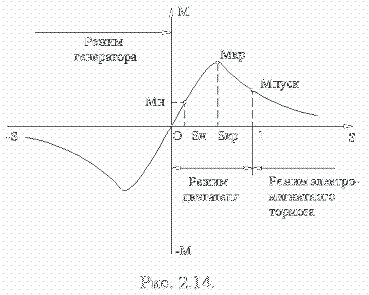 M
Режим
генератора
Мкр
Мпуск
Мн
-S
O
Sн
Sкр
1
S
Режим
двигателя
Режим электро-
магнитного
тормоза
-M
Рис. 2.14.